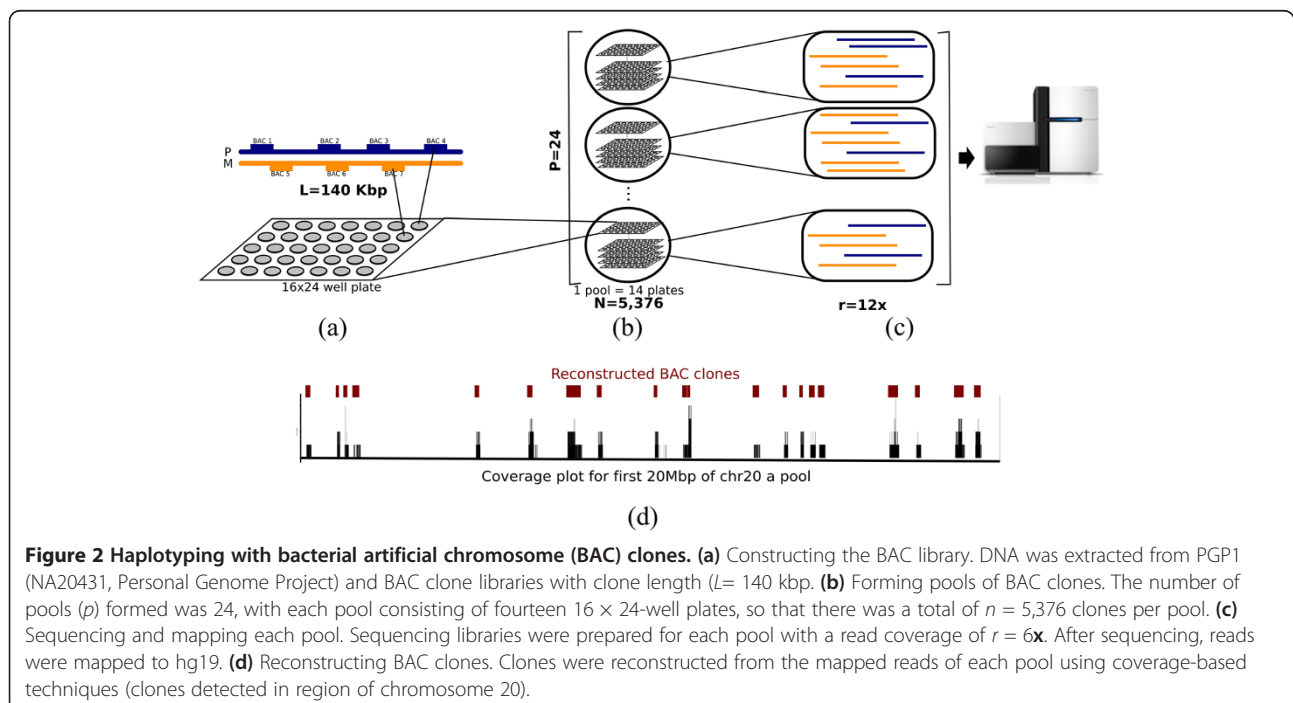 BAC 1
BAC 2
BAC 3
BAC 4
P
M
BAC 5
BAC 6
BAC 7
L=140 Kbp
16x24 well plate
(a)
P=24
1 pool = 14 plates
N=5,376
(b)
r=12x
(c)
Reconstructed BAC clones
Coverage plot for first 20Mbp of chr20 a pool
(d)
Figure 2 Haplotyping with bacterial artificial chromosome (BAC) clones. (a) Constructing the BAC library. DNA was extracted from PGP1
(NA20431, Personal Genome Project) and BAC clone libraries with clone length (L= 140 kbp. (b) Forming pools of BAC clones. The number of
pools (p) formed was 24, with each pool consisting of fourteen 16 × 24-well plates, so that there was a total of n = 5,376 clones per pool. (c)
Sequencing and mapping each pool. Sequencing libraries were prepared for each pool with a read coverage of r = 6x. After sequencing, reads
were mapped to hg19. (d) Reconstructing BAC clones. Clones were reconstructed from the mapped reads of each pool using coverage-based
techniques (clones detected in region of chromosome 20).